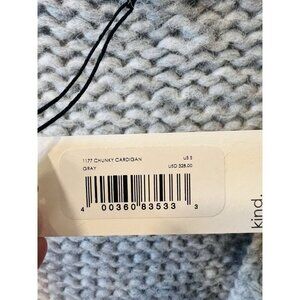 1177 CHUNKY CARDIGAN US S
GRAY USD 328.00
4 00360 83533 3
kind.